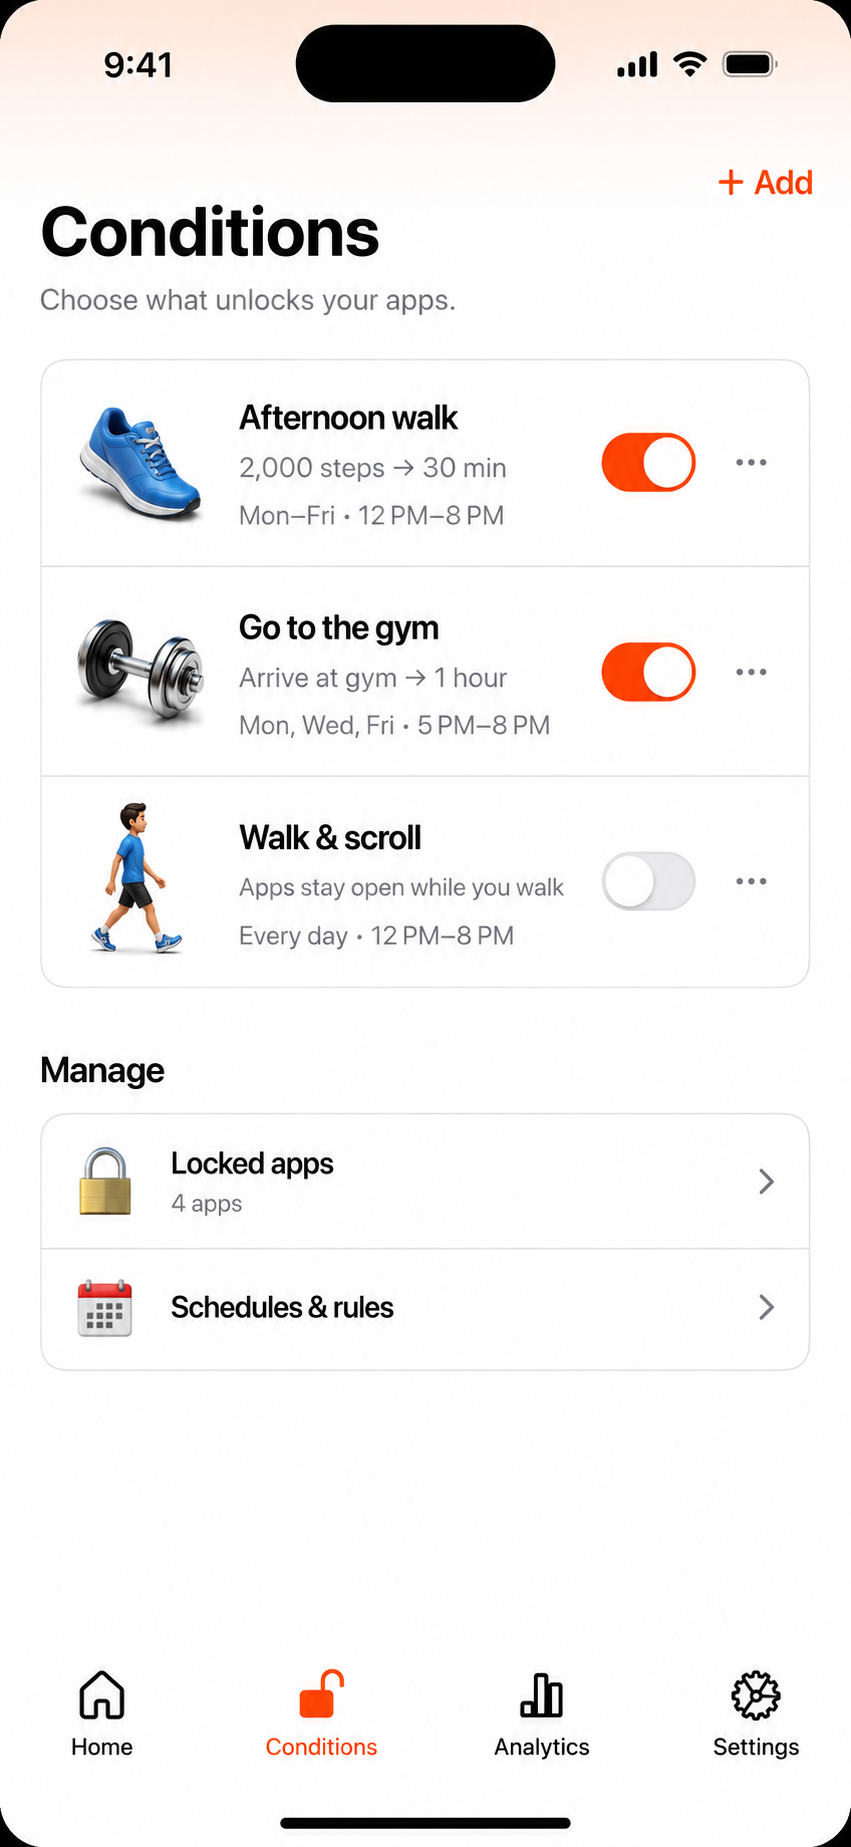 9:41
+ Add
Conditions
Choose what unlocks your apps.
Afternoon walk
2,000 steps → 30 min
Mon–Fri • 12 PM–8 PM
Go to the gym
Arrive at gym → 1 hour
Mon, Wed, Fri • 5 PM–8 PM
Walk & scroll
Apps stay open while you walk
Every day • 12 PM–8 PM
Manage
Locked apps
4 apps
Schedules & rules
Home
Conditions
Analytics
Settings